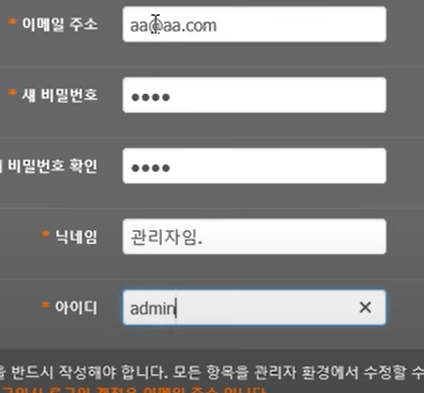 * 이메일 주소 aa@aa.com
* 새 비밀번호 ●●●●
비밀번호 확인 ●●●●
* 닉네임 관리자임.
* 아이디 admin ×
반드시 작성해야 합니다. 모든 항목을 관리자 환경에서 수정할 수